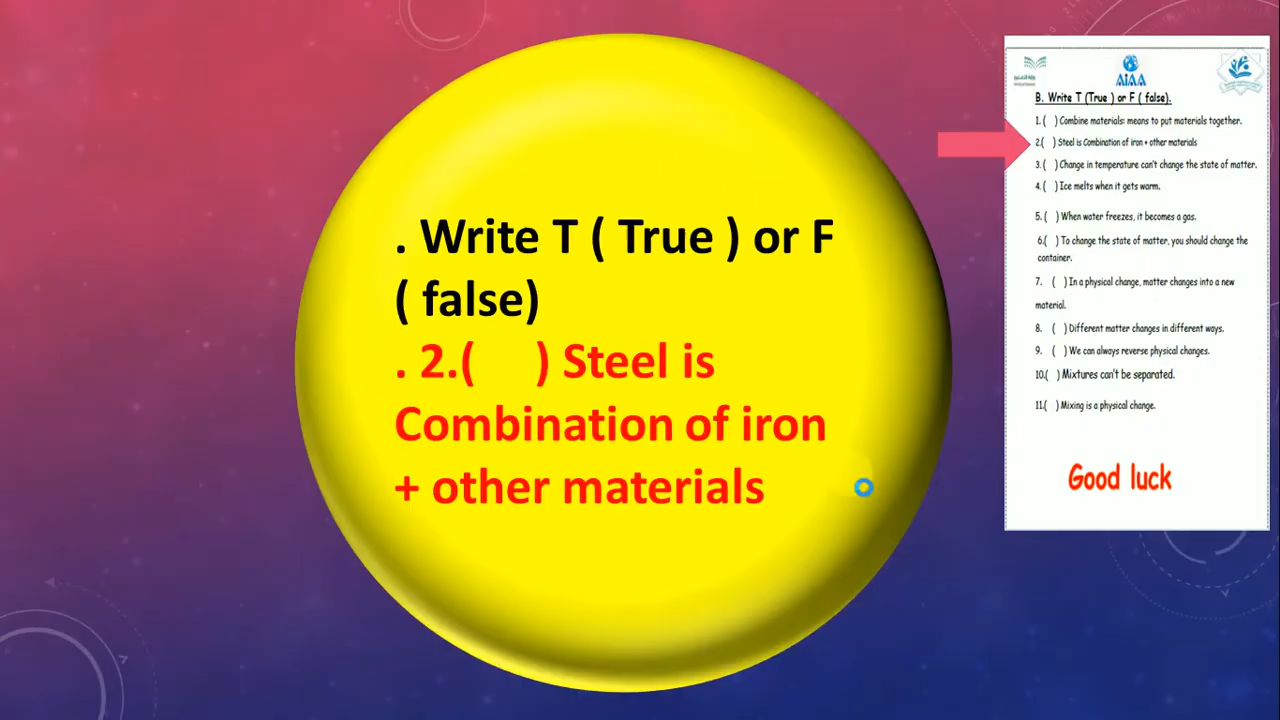 . Write T ( True ) or F
( false)
. 2.(     ) Steel is
Combination of iron
+ other materials
AiAA
B. Write T (True ) or F ( false).
1. (   ) Combine materials: means to put materials together.
2.(   ) Steel is Combination of iron + other materials
3. (   ) Change in temperature can't change the state of matter.
4. (   ) Ice melts when it gets warm.
5. (   ) When water freezes, it becomes a gas.
6.(   ) To change the state of matter, you should change the
container.
7.   (   ) In a physical change, matter changes into a new
material.
8.   (   ) Different matter changes in different ways.
9.   (   ) We can always reverse physical changes.
10.(   ) Mixtures can't be separated.
11.(   ) Mixing is a physical change.
Good luck